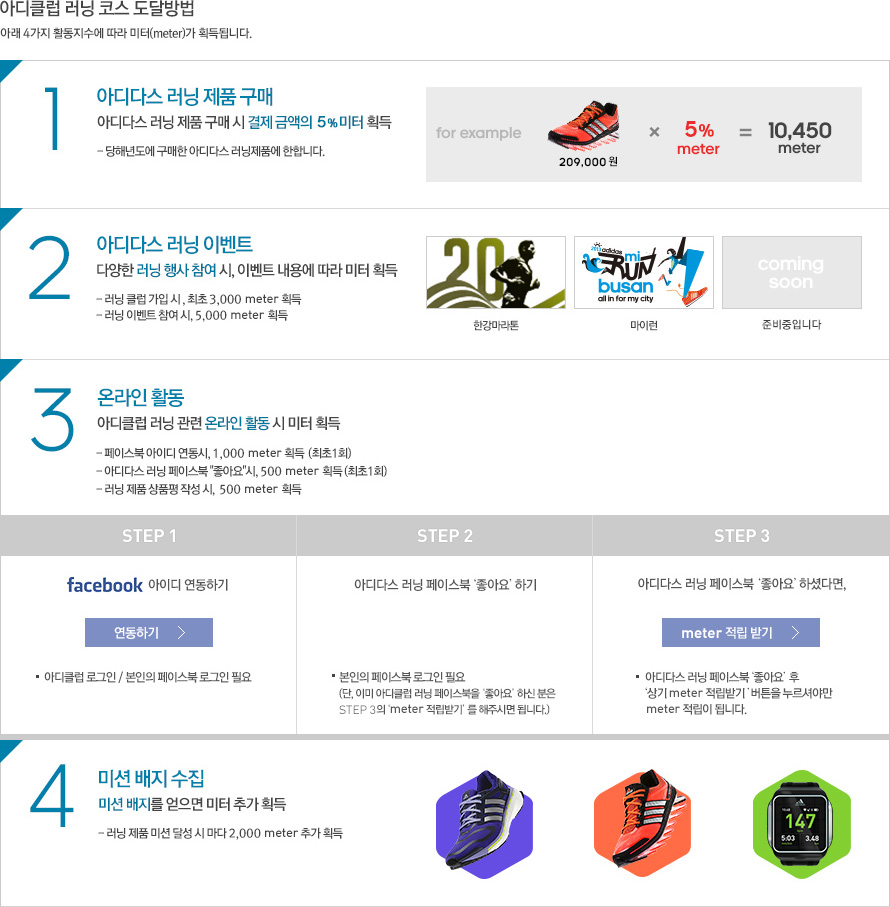 아디클럽 러닝 코스 도달방법
아래 4가지 활동지수에 따라 미터(meter)가 획득됩니다.
1
아디다스 러닝 제품 구매
아디다스 러닝 제품 구매 시 결제 금액의 5%미터 획득
- 당해년도에 구매한 아디다스 러닝제품에 한합니다.
for example
209,000 원
×
5%
meter
=
10,450
meter
2
아디다스 러닝 이벤트
다양한 러닝 행사 참여 시, 이벤트 내용에 따라 미터 획득
- 러닝 클럽 가입 시 , 최초 3,000 meter 획득
- 러닝 이벤트 참여 시, 5,000 meter 획득
20
한강마라톤
2013 adidas
mi
RUN
busan
all in for my city
마이런
coming
soon
준비중입니다
3
온라인 활동
아디클럽 러닝 관련 온라인 활동 시 미터 획득
- 페이스북 아이디 연동시, 1,000 meter 획득 (최초1회)
- 아디다스 러닝 페이스북 "좋아요"시, 500 meter 획득 (최초1회)
- 러닝 제품 상품평 작성 시, 500 meter 획득
STEP 1
facebook 아이디 연동하기
연동하기 >
▪ 아디클럽 로그인 / 본인의 페이스북 로그인 필요
STEP 2
아디다스 러닝 페이스북 '좋아요' 하기
▪ 본인의 페이스북 로그인 필요
(단, 이미 아디클럽 러닝 페이스북을 '좋아요' 하신 분은
STEP 3의 'meter 적립받기' 를 해주시면 됩니다.)
STEP 3
아디다스 러닝 페이스북 '좋아요' 하셨다면,
meter 적립 받기 >
▪ 아디다스 러닝 페이스북 '좋아요' 후
'상기 meter 적립받기 ' 버튼을 누르셔야만
meter 적립이 됩니다.
4
미션 배지 수집
미션 배지를 얻으면 미터 추가 획득
- 러닝 제품 미션 달성 시 마다 2,000 meter 추가 획득
147
5:03
3.48